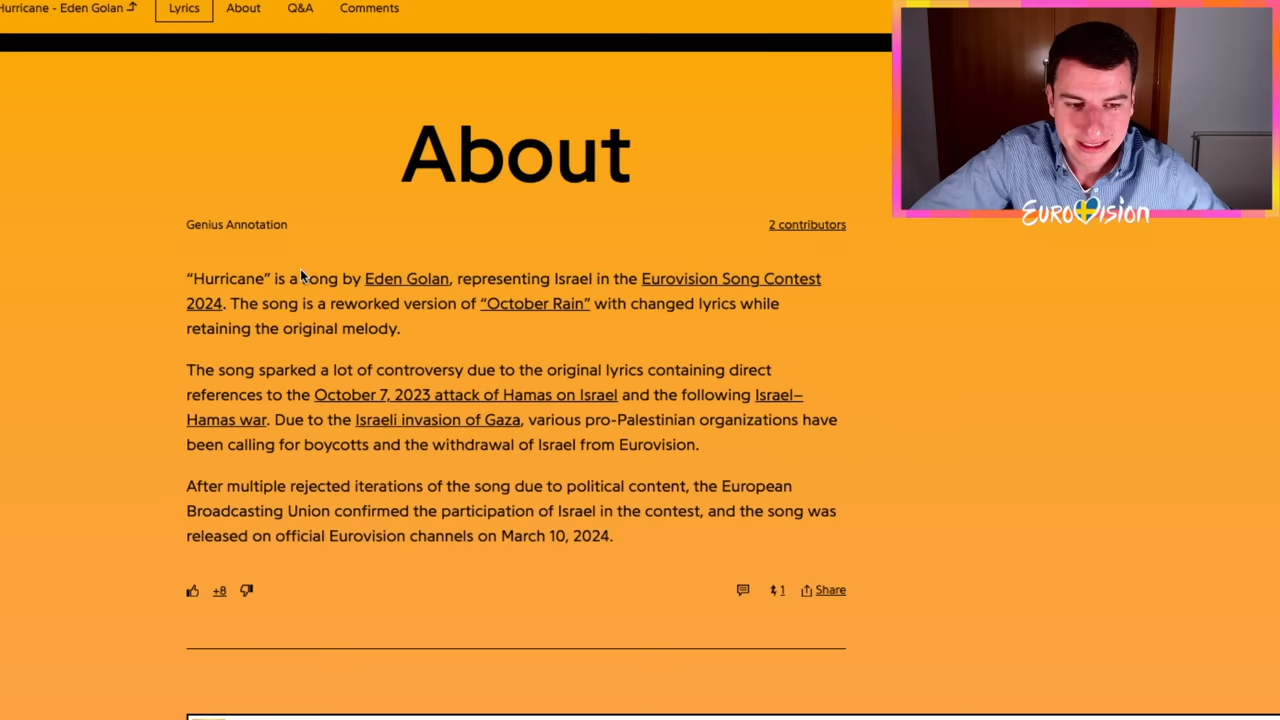 Hurricane - Eden Golan
Lyrics
About
Q&A
Comments
About
Genius Annotation
2 contributors
“Hurricane” is a song by Eden Golan, representing Israel in the Eurovision Song Contest
2024. The song is a reworked version of “October Rain” with changed lyrics while
retaining the original melody.
The song sparked a lot of controversy due to the original lyrics containing direct
references to the October 7, 2023 attack of Hamas on Israel and the following Israel–
Hamas war. Due to the Israeli invasion of Gaza, various pro-Palestinian organizations have
been calling for boycotts and the withdrawal of Israel from Eurovision.
After multiple rejected iterations of the song due to political content, the European
Broadcasting Union confirmed the participation of Israel in the contest, and the song was
released on official Eurovision channels on March 10, 2024.
+8
1
Share
EUROVISION